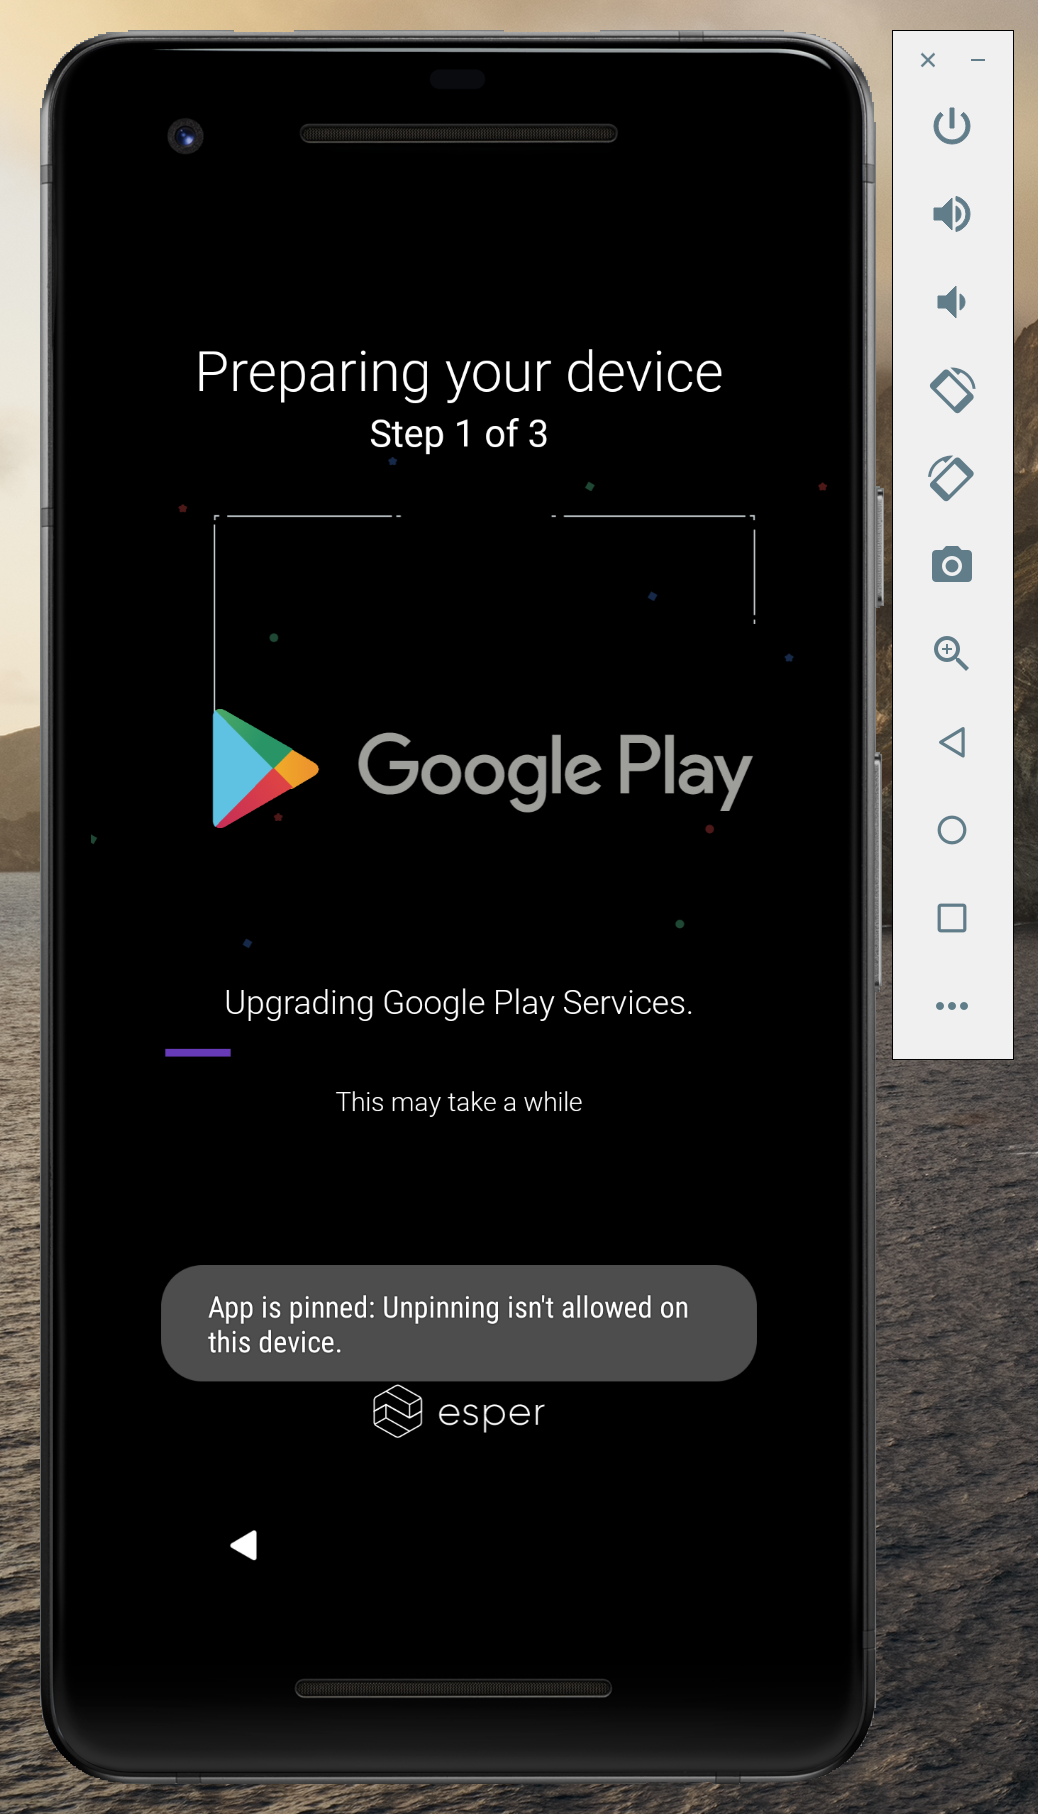 Preparing your device
Step 1 of 3
Google Play
Upgrading Google Play Services.
This may take a while
App is pinned: Unpinning isn't allowed on
this device.
esper